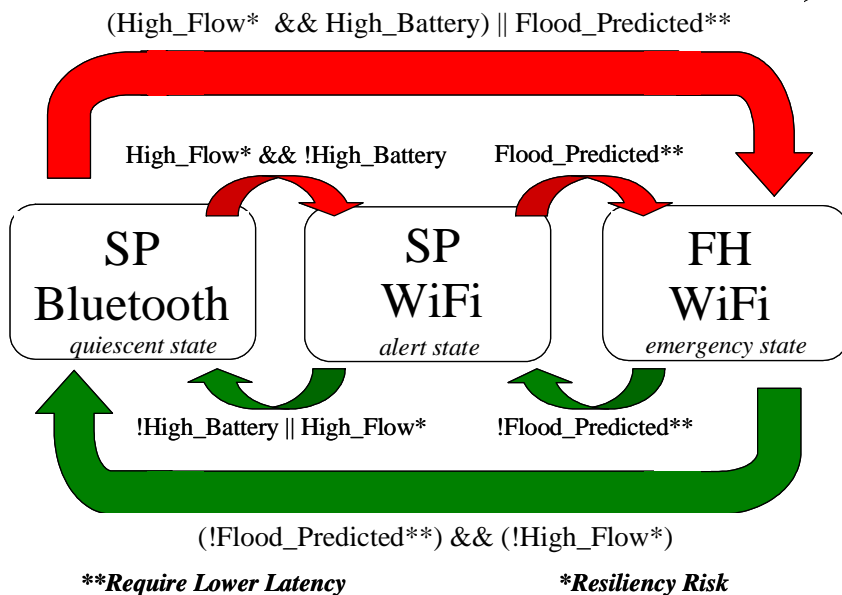 (High_Flow* && High_Battery) || Flood_Predicted**
High_Flow* && !High_Battery
Flood_Predicted**
SP
Bluetooth
quiescent state
SP
WiFi
alert state
FH
WiFi
emergency state
!High_Battery || High_Flow*
!Flood_Predicted**
(!Flood_Predicted**) && (!High_Flow*)
**Require Lower Latency
*Resiliency Risk